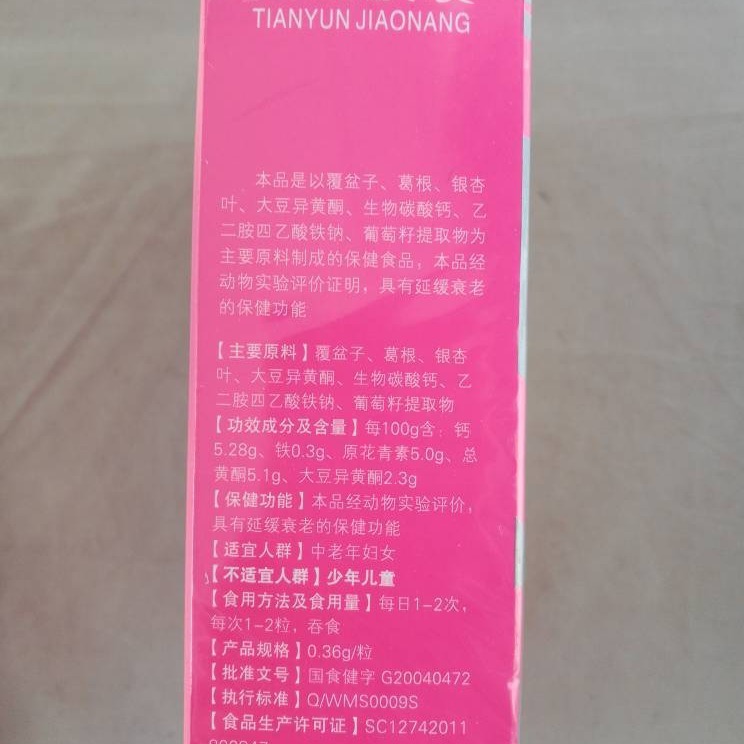 TIANYUN JIAONANG
本品是以覆盆子、葛根、银杏
叶、大豆异黄酮、生物碳酸钙、乙
二胺四乙酸铁钠、葡萄籽提取物为
主要原料制成的保健食品，本品经
动物实验评价证明，具有延缓衰老
的保健功能
【主要原料】覆盆子、葛根、银杏
叶、大豆异黄酮、生物碳酸钙、乙
二胺四乙酸铁钠、葡萄籽提取物
【功效成分及含量】每100g含：钙
5.28g、铁0.3g、原花青素5.0g、总
黄酮5.1g、大豆异黄酮2.3g
【保健功能】本品经动物实验评价，
具有延缓衰老的保健功能
【适宜人群】中老年妇女
【不适宜人群】少年儿童
【食用方法及食用量】每日1-2次，
每次1-2粒，吞食
【产品规格】0.36g/粒
【批准文号】国食健字 G20040472
【执行标准】Q/WMS0009S
【食品生产许可证】SC12742011